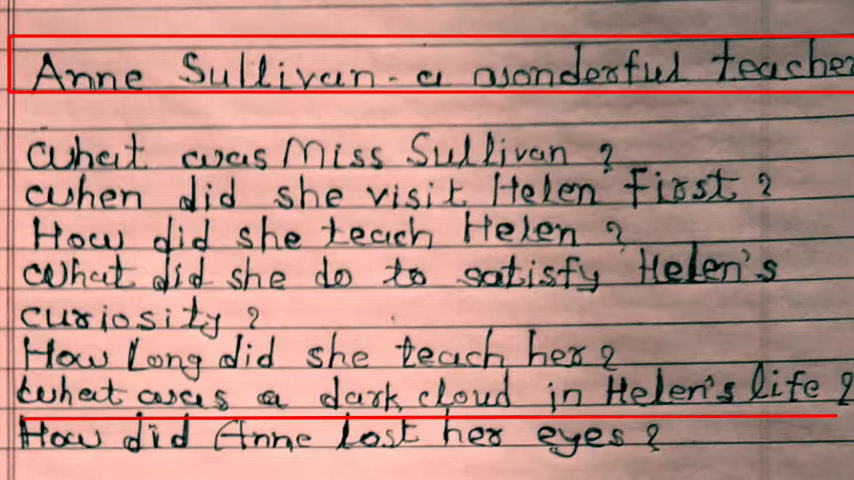 Anne Sullivan - a wonderful teacher
What was Miss Sullivan ?
When did she visit Helen first ?
How did she teach Helen ?
What did she do to satisfy Helen's
curiosity ?
How Long did she teach her ?
What was a dark cloud in Helen's life ?
How did Anne lost her eyes ?